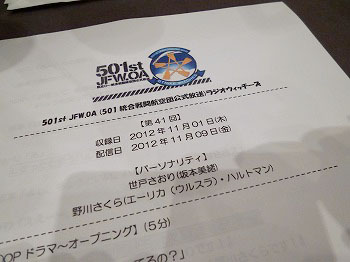 501st
JFW.OA
501st JFW.OA (501 統合戦闘航空団公式放送) ラジオウィッチーズ
【第41回】
収録日 2012年11月01日(木)
配信日 2012年11月09日(金)
【パーソナリティ】
世戸さおり(坂本美緒)
野川さくら(エーリカ(ウルスラ)・ハルトマン)
OOP ドラマ~オープニング】(5分)
てるの?」